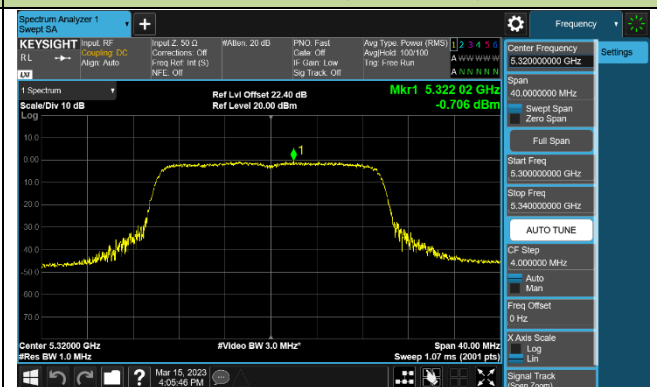 Spectrum Analyzer 1
Swept SA
+
Frequency
KEYSIGHT
RL
LXI
Input: RF
Coupling: DC
Align: Auto
Input Z: 50 Ω
Corrections: Off
Freq Ref: Int (S)
NFE: Off
#Atten: 20 dB
PNO: Fast
Gate: Off
IF Gain: Low
Sig Track: Off
Avg Type: Power (RMS)
Avg|Hold: 100/100
Trig: Free Run
1 2 3 4 5 6
A W W W W W
A N N N N N
1 Spectrum
Scale/Div 10 dB
Log
Ref Lvl Offset 22.40 dB
Ref Level 20.00 dBm
Mkr1 5.322 02 GHz
-0.706 dBm
10.0
0.00
-10.0
-20.0
-30.0
-40.0
-50.0
-60.0
-70.0
1
Center 5.32000 GHz
#Res BW 1.0 MHz
#Video BW 3.0 MHz*
Span 40.00 MHz
Sweep 1.07 ms (2001 pts)
Mar 15, 2023
4:05:46 PM
?
Center Frequency
5.320000000 GHz
Settings
Span
40.0000000 MHz
Swept Span
Zero Span
Full Span
Start Freq
5.300000000 GHz
Stop Freq
5.340000000 GHz
AUTO TUNE
CF Step
4.000000 MHz
Auto
Man
Freq Offset
0 Hz
X Axis Scale
Log
Lin
Signal Track
(Span Zoom)